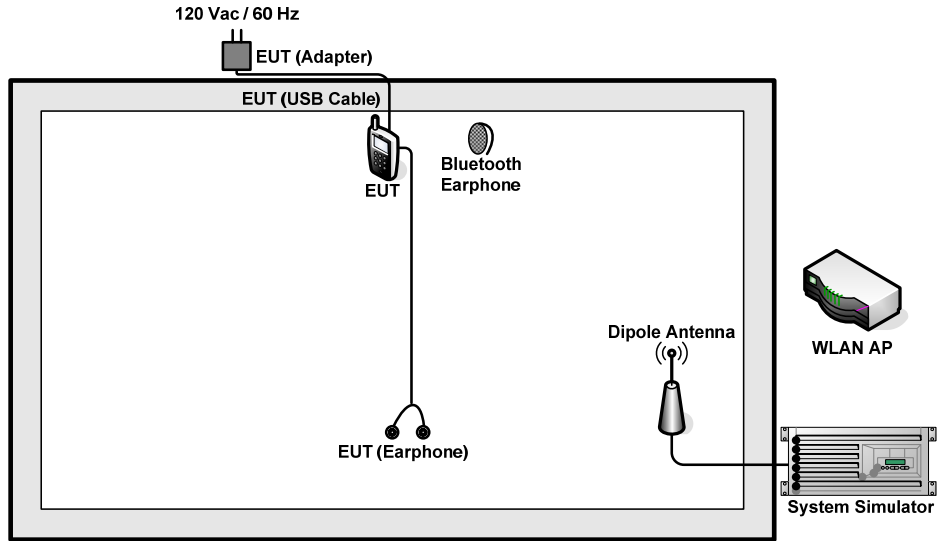 120 Vac / 60 Hz
EUT (Adapter)
EUT (USB Cable)
EUT
Bluetooth
Earphone
Dipole Antenna
WLAN AP
EUT (Earphone)
System Simulator